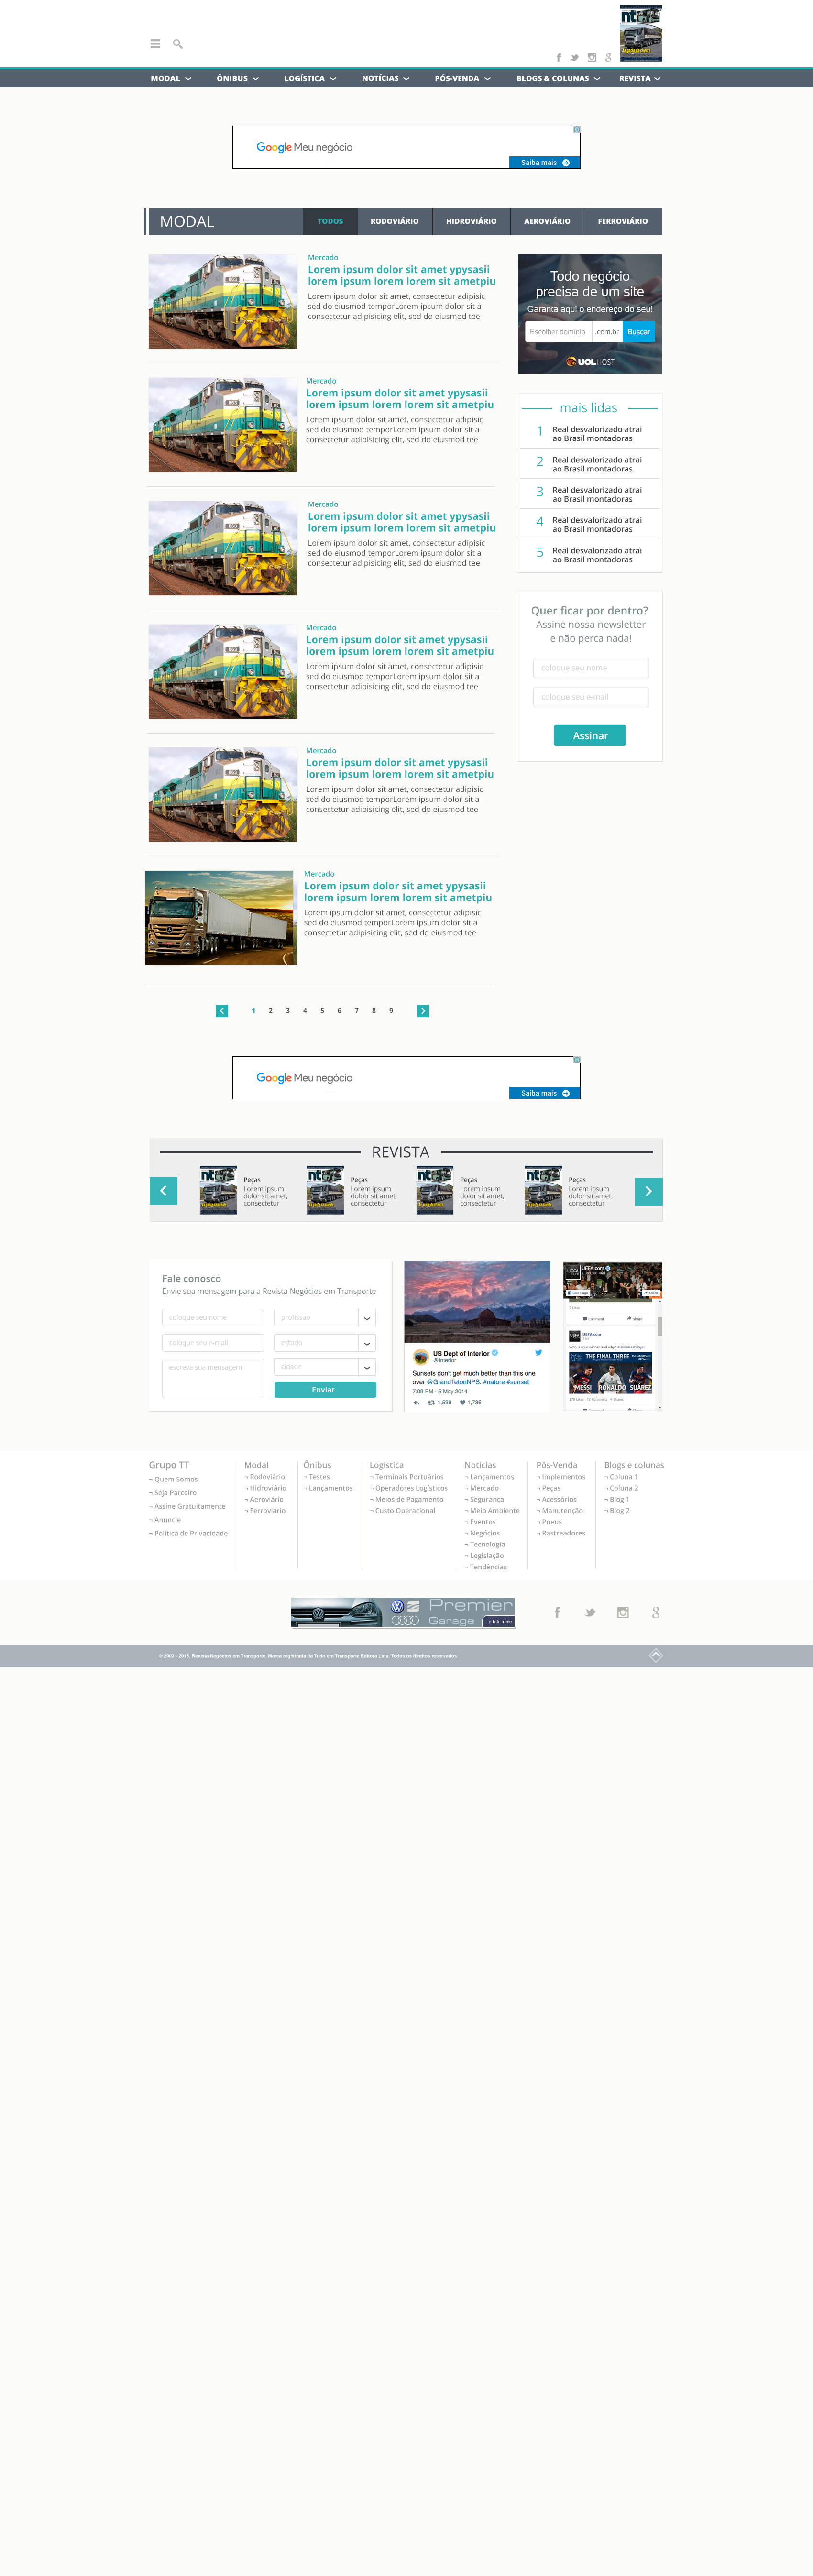 nt
MODAL
ÔNIBUS
LOGÍSTICA
NOTÍCIAS
PÓS-VENDA
BLOGS & COLUNAS
REVISTA
Google Meu negócio
Saiba mais
MODAL
TODOS
RODOVIÁRIO
HIDROVIÁRIO
AEROVIÁRIO
FERROVIÁRIO
Mercado
Lorem ipsum dolor sit amet ypysasii
lorem ipsum lorem lorem sit ametpiu
Lorem ipsum dolor sit amet, consectetur adipisic
sed do eiusmod temporLorem ipsum dolor sit a
consectetur adipisicing elit, sed do eiusmod tee
Mercado
Lorem ipsum dolor sit amet ypysasii
lorem ipsum lorem lorem sit ametpiu
Lorem ipsum dolor sit amet, consectetur adipisic
sed do eiusmod temporLorem ipsum dolor sit a
consectetur adipisicing elit, sed do eiusmod tee
Mercado
Lorem ipsum dolor sit amet ypysasii
lorem ipsum lorem lorem sit ametpiu
Lorem ipsum dolor sit amet, consectetur adipisic
sed do eiusmod temporLorem ipsum dolor sit a
consectetur adipisicing elit, sed do eiusmod tee
Mercado
Lorem ipsum dolor sit amet ypysasii
lorem ipsum lorem lorem sit ametpiu
Lorem ipsum dolor sit amet, consectetur adipisic
sed do eiusmod temporLorem ipsum dolor sit a
consectetur adipisicing elit, sed do eiusmod tee
Mercado
Lorem ipsum dolor sit amet ypysasii
lorem ipsum lorem lorem sit ametpiu
Lorem ipsum dolor sit amet, consectetur adipisic
sed do eiusmod temporLorem ipsum dolor sit a
consectetur adipisicing elit, sed do eiusmod tee
Mercado
Lorem ipsum dolor sit amet ypysasii
lorem ipsum lorem lorem sit ametpiu
Lorem ipsum dolor sit amet, consectetur adipisic
sed do eiusmod temporLorem ipsum dolor sit a
consectetur adipisicing elit, sed do eiusmod tee
1 2 3 4 5 6 7 8 9
Todo negócio
precisa de um site
Garanta aqui o endereço do seu!
Escolher domínio .com.br Buscar
UOL HOST
mais lidas
1 Real desvalorizado atrai
ao Brasil montadoras
2 Real desvalorizado atrai
ao Brasil montadoras
3 Real desvalorizado atrai
ao Brasil montadoras
4 Real desvalorizado atrai
ao Brasil montadoras
5 Real desvalorizado atrai
ao Brasil montadoras
Quer ficar por dentro?
Assine nossa newsletter
e não perca nada!
coloque seu nome
coloque seu e-mail
Assinar
Google Meu negócio
Saiba mais
REVISTA
nt
Peças
Lorem ipsum
dolor sit amet,
consectetur
nt
Peças
Lorem ipsum
dolotr sit amet,
consectetur
nt
Peças
Lorem ipsum
dolor sit amet,
consectetur
nt
Peças
Lorem ipsum
dolor sit amet,
consectetur
Fale conosco
Envie sua mensagem para a Revista Negócios em Transporte
coloque seu nome
profissão
coloque seu e-mail
estado
escreva sua mensagem
cidade
Enviar
US Dept of Interior
@Interior
Sunsets don't get much better than this one
over @GrandTetonNPS. #nature #sunset
7:09 PM - 5 May 2014
1,539 1,736
UEFA.com
Like Page
Share
Comment
Share
UEFA.com
THE FINAL THREE
MESSI RONALDO SUÁREZ
Comment
Share
Grupo TT
¬ Quem Somos
¬ Seja Parceiro
¬ Assine Gratuitamente
¬ Anuncie
¬ Política de Privacidade
Modal
¬ Rodoviário
¬ Hidroviário
¬ Aeroviário
¬ Ferroviário
Ônibus
¬ Testes
¬ Lançamentos
Logística
¬ Terminais Portuários
¬ Operadores Logísticos
¬ Meios de Pagamento
¬ Custo Operacional
Notícias
¬ Lançamentos
¬ Mercado
¬ Segurança
¬ Meio Ambiente
¬ Eventos
¬ Negócios
¬ Tecnologia
¬ Legislação
¬ Tendências
Pós-Venda
¬ Implementos
¬ Peças
¬ Acessórios
¬ Manutenção
¬ Pneus
¬ Rastreadores
Blogs e colunas
¬ Coluna 1
¬ Coluna 2
¬ Blog 1
¬ Blog 2
Premier
Garage
click here
© 2003 - 2016. Revista Negócios em Transporte. Marca registrada da Tudo em Transporte Editora Ltda. Todos os direitos reservados.